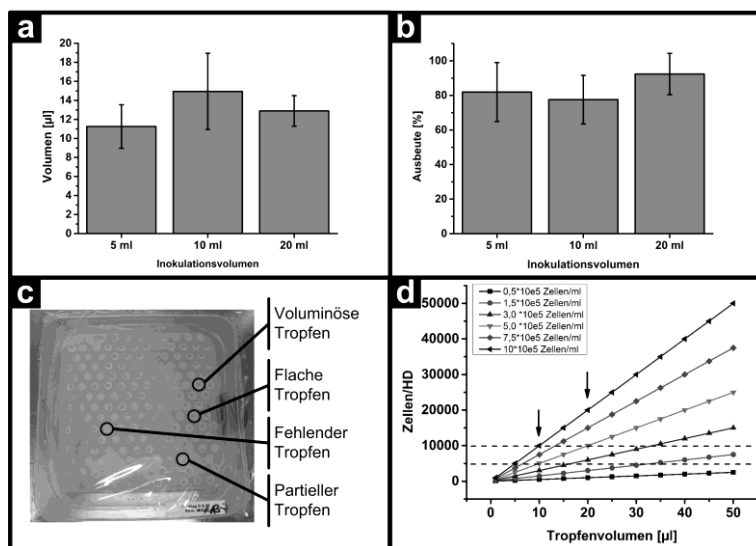 a
Volumen [µl]
20
18
16
14
12
10
8
6
4
2
0
5 ml
10 ml
20 ml
Inokulationsvolumen
b
Ausbeute [%]
100
80
60
40
20
0
5 ml
10 ml
20 ml
Inokulationsvolumen
c
Voluminöse
Tropfen
Flache
Tropfen
Fehlender
Tropfen
Partieller
Tropfen
d
0,5*10e5 Zellen/ml
1,5*10e5 Zellen/ml
3,0 *10e5 Zellen/ml
5,0 *10e5 Zellen/ml
7,5*10e5 Zellen/ml
10*10e5 Zellen/ml
Zellen/HD
50000
40000
30000
20000
10000
0
0
10
20
30
40
50
Tropfenvolumen [µl]